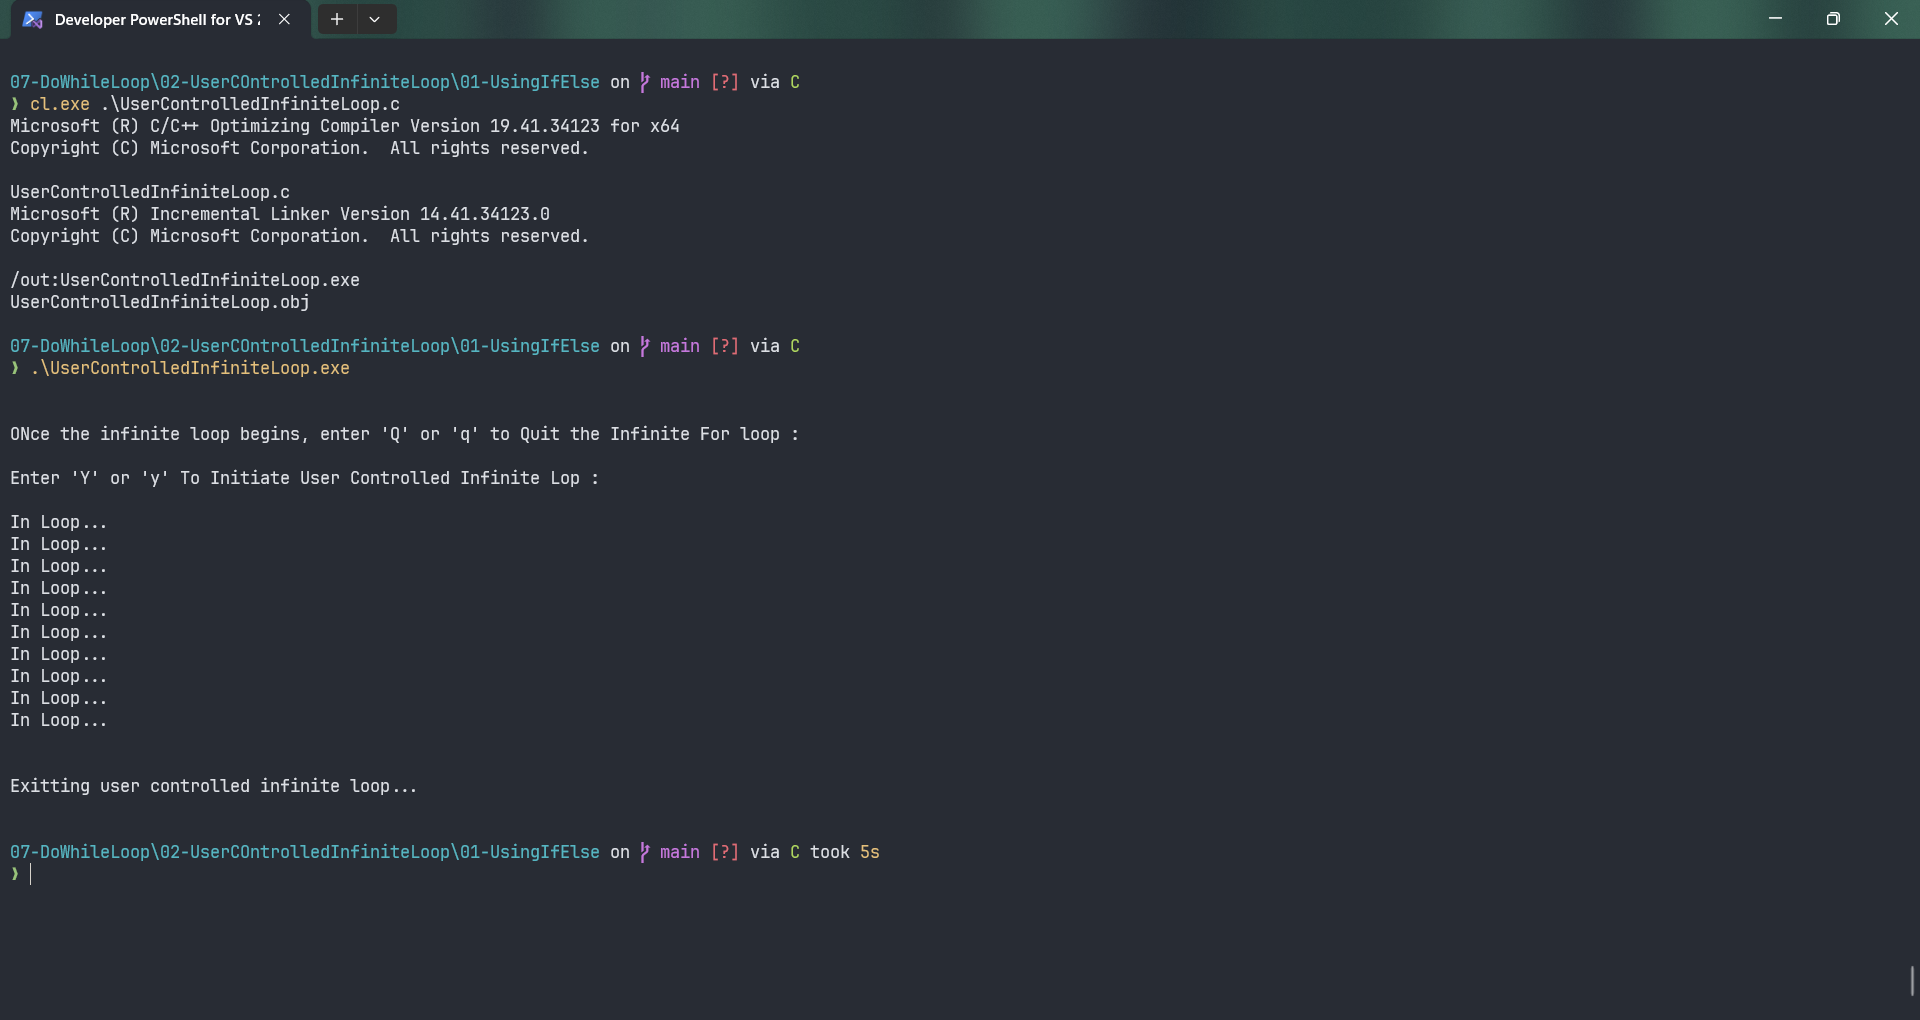 Developer PowerShell for VS 2
07-DoWhileLoop\02-UserCOntrolledInfiniteLoop\01-UsingIfElse on main [?] via C
❯ cl.exe .\UserControlledInfiniteLoop.c
Microsoft (R) C/C++ Optimizing Compiler Version 19.41.34123 for x64
Copyright (C) Microsoft Corporation.  All rights reserved.
UserControlledInfiniteLoop.c
Microsoft (R) Incremental Linker Version 14.41.34123.0
Copyright (C) Microsoft Corporation.  All rights reserved.
/out:UserControlledInfiniteLoop.exe
UserControlledInfiniteLoop.obj
07-DoWhileLoop\02-UserCOntrolledInfiniteLoop\01-UsingIfElse on main [?] via C
❯ .\UserControlledInfiniteLoop.exe
ONce the infinite loop begins, enter 'Q' or 'q' to Quit the Infinite For loop :
Enter 'Y' or 'y' To Initiate User Controlled Infinite Lop :
In Loop...
In Loop...
In Loop...
In Loop...
In Loop...
In Loop...
In Loop...
In Loop...
In Loop...
In Loop...
Exitting user controlled infinite loop...
07-DoWhileLoop\02-UserCOntrolledInfiniteLoop\01-UsingIfElse on main [?] via C took 5s
❯